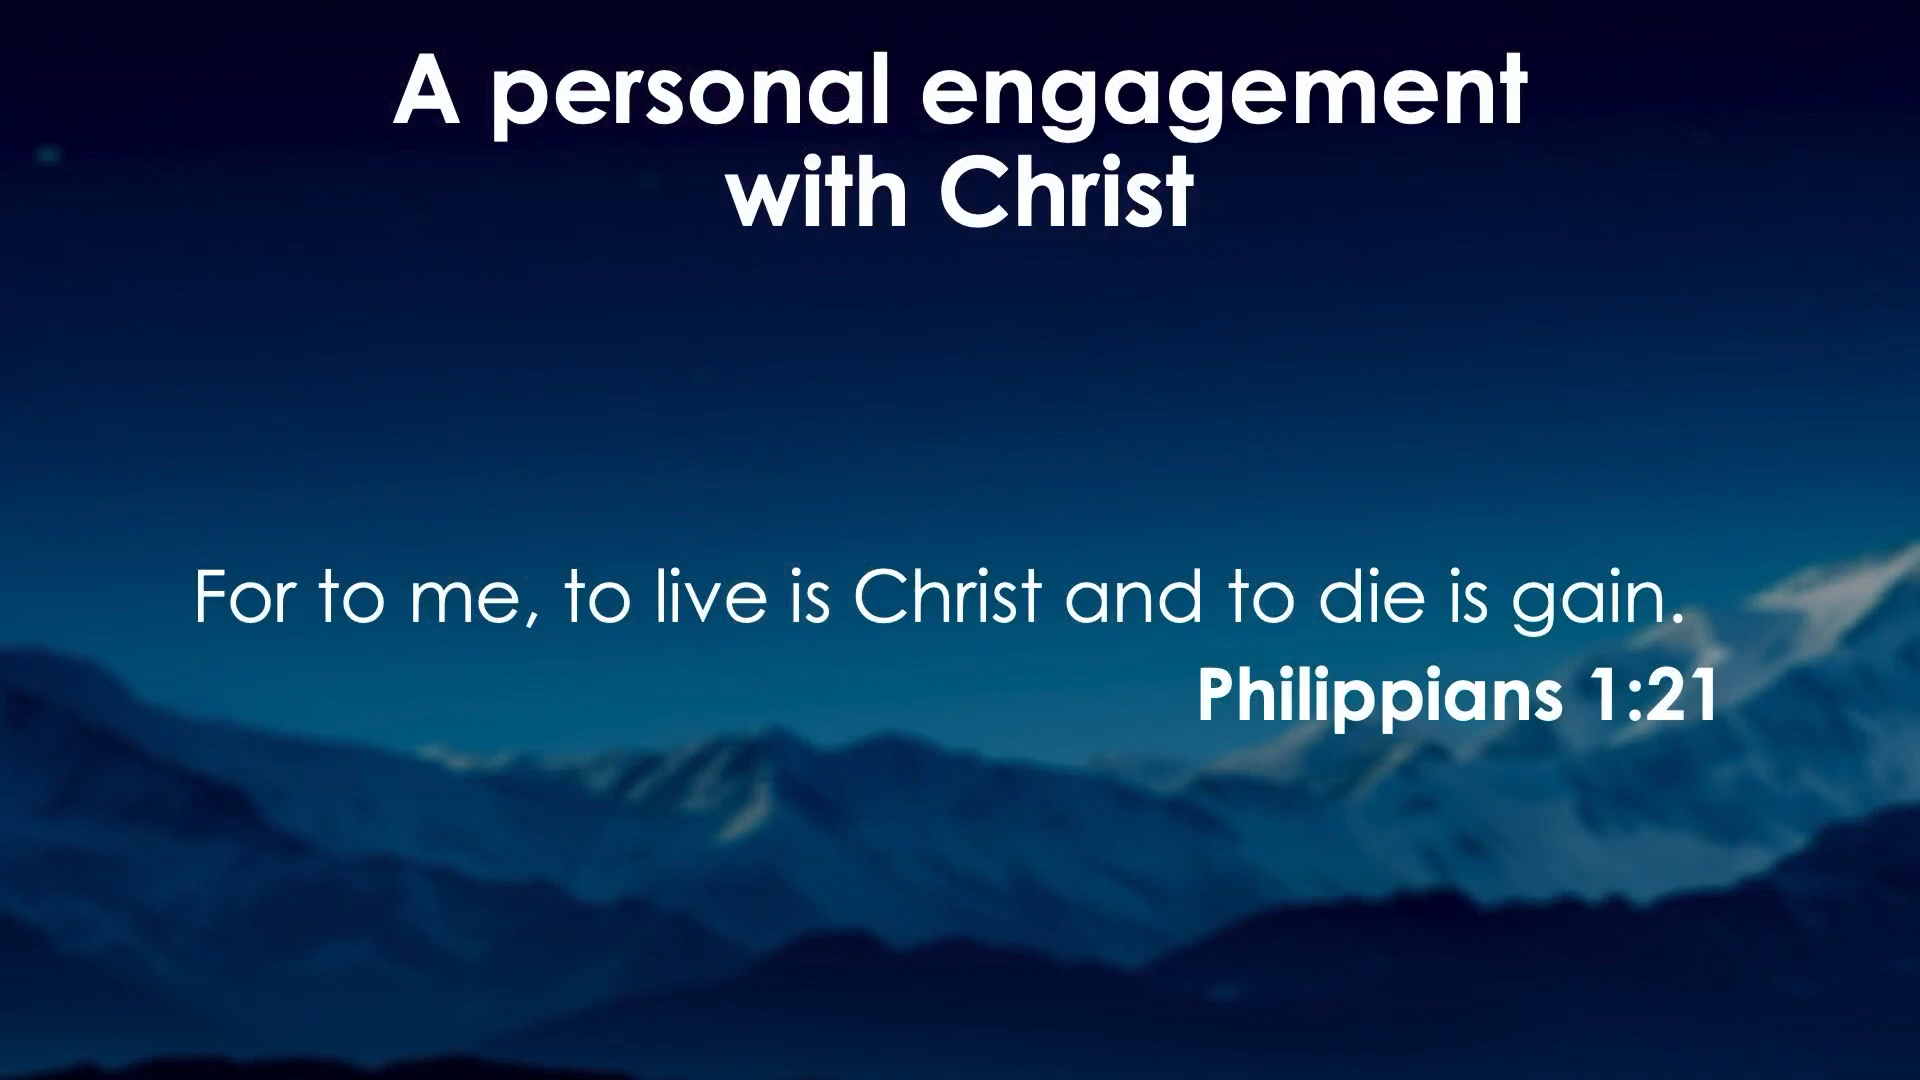 A personal engagement
with Christ
For to me, to live is Christ and to die is gain.
Philippians 1:21